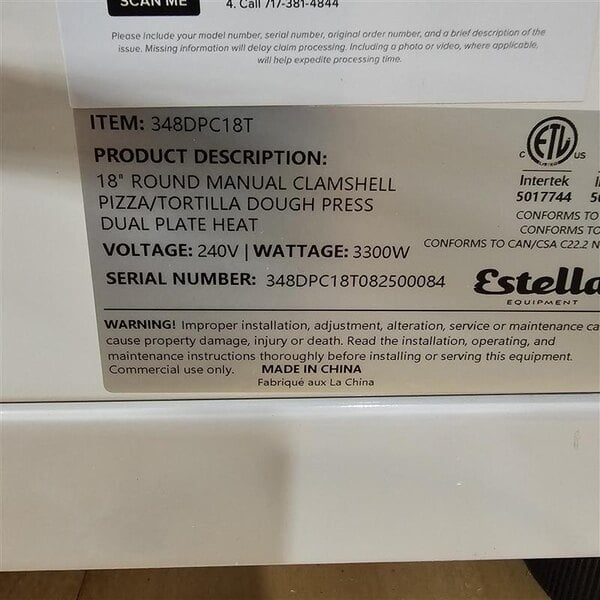 SCAN ME
4. Call 717-381-4844
Please include your model number, serial number, original order number, and a brief description of the
issue. Missing information will delay claim processing. Including a photo or video, where applicable,
will help expedite processing time.
ITEM: 348DPC18T
PRODUCT DESCRIPTION:
18" ROUND MANUAL CLAMSHELL
PIZZA/TORTILLA DOUGH PRESS
DUAL PLATE HEAT
VOLTAGE: 240V | WATTAGE: 3300W
SERIAL NUMBER: 348DPC18T082500084
C ETL US
Intertek
5017744
CONFORMS TO
CONFORMS TO
CONFORMS TO CAN/CSA C22.2 N
Estella
EQUIPMENT
WARNING! Improper installation, adjustment, alteration, service or maintenance ca
cause property damage, injury or death. Read the installation, operating, and
maintenance instructions thoroughly before installing or serving this equipment.
Commercial use only. MADE IN CHINA
Fabriqué aux La China